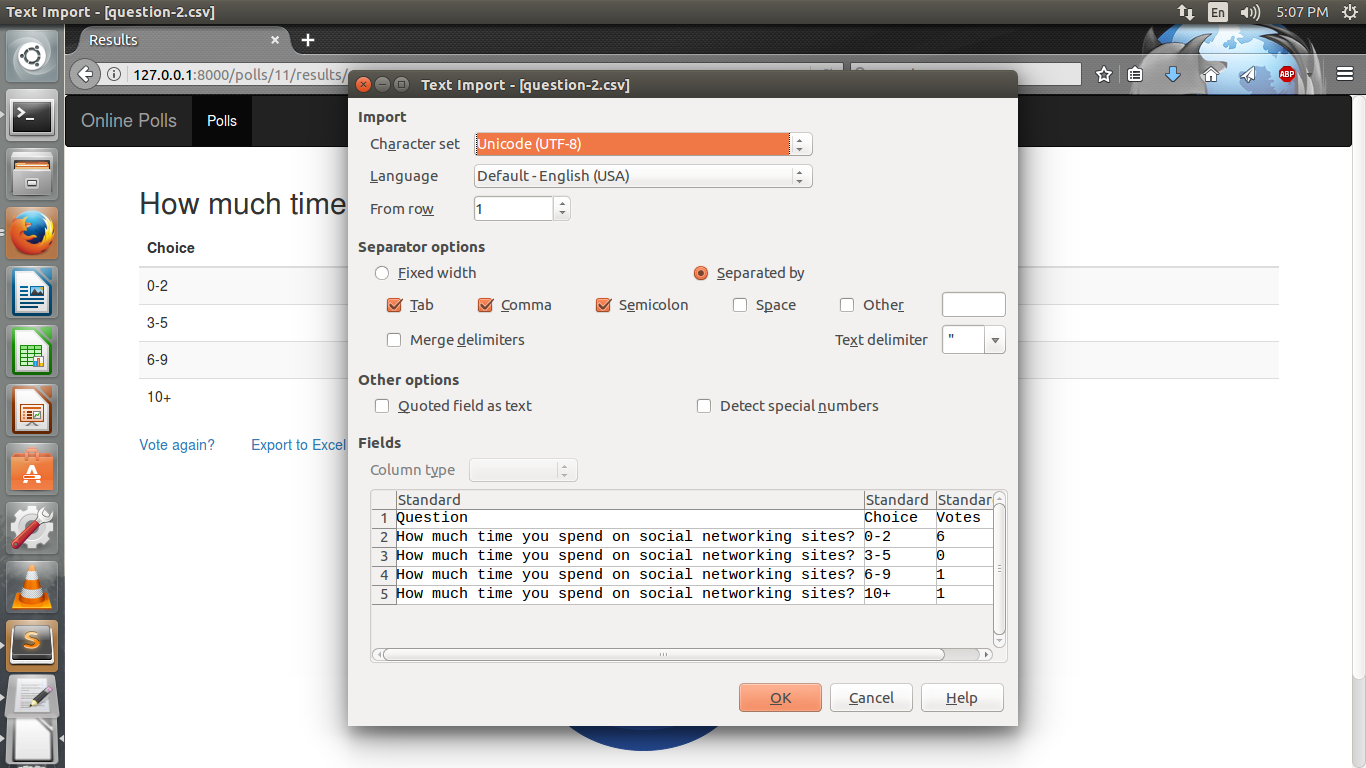 Text Import - [question-2.csv]
En
5:07 PM
Results
127.0.0.1:8000/polls/11/results/
ABP
Online Polls
Polls
How much time
Choice
0-2
3-5
6-9
10+
Vote again?
Export to Excel
Text Import - [question-2.csv]
Import
Character set
Unicode (UTF-8)
Language
Default - English (USA)
From row
1
Separator options
Fixed width
Separated by
Tab
Comma
Semicolon
Space
Other
Merge delimiters
Text delimiter
"
Other options
Quoted field as text
Detect special numbers
Fields
Column type
Standard Standard Standar
1 Question Choice Votes
2 How much time you spend on social networking sites? 0-2 6
3 How much time you spend on social networking sites? 3-5 0
4 How much time you spend on social networking sites? 6-9 1
5 How much time you spend on social networking sites? 10+ 1
OK
Cancel
Help